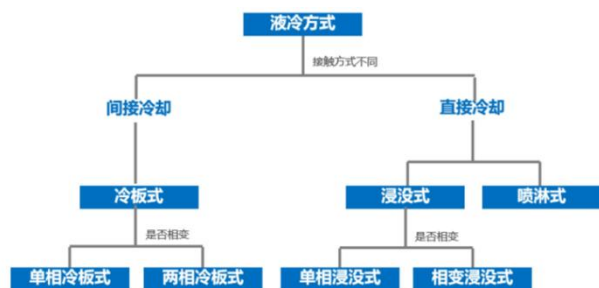 液冷方式
接触方式不同
间接冷却
直接冷却
冷板式
浸没式
喷淋式
是否相变
是否相变
单相冷板式
两相冷板式
单相浸没式
相变浸没式